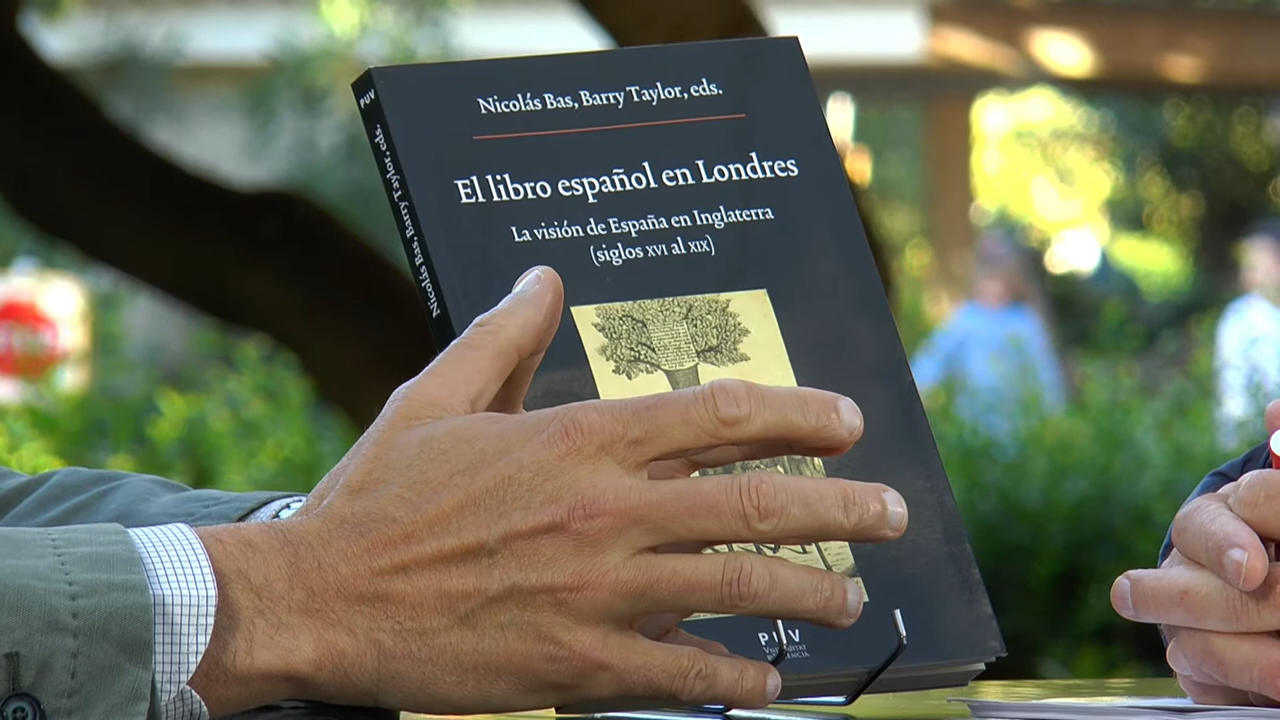 Nicolás Bas, Barry Taylor, eds.
El libro español en Londres
La visión de España en Inglaterra
(siglos XVI al XIX)
PUV
Nicolás Bas, Barry Taylor, eds.
PUV